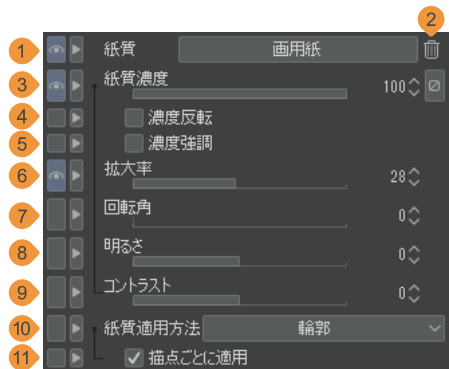 2
1 紙質 画用紙
3 紙質濃度 100
4 濃度反転
5 濃度強調
6 拡大率 28
7 回転角 0
8 明るさ 0
9 コントラスト 0
10 紙質適用方法 輪郭
11 描点ごとに適用